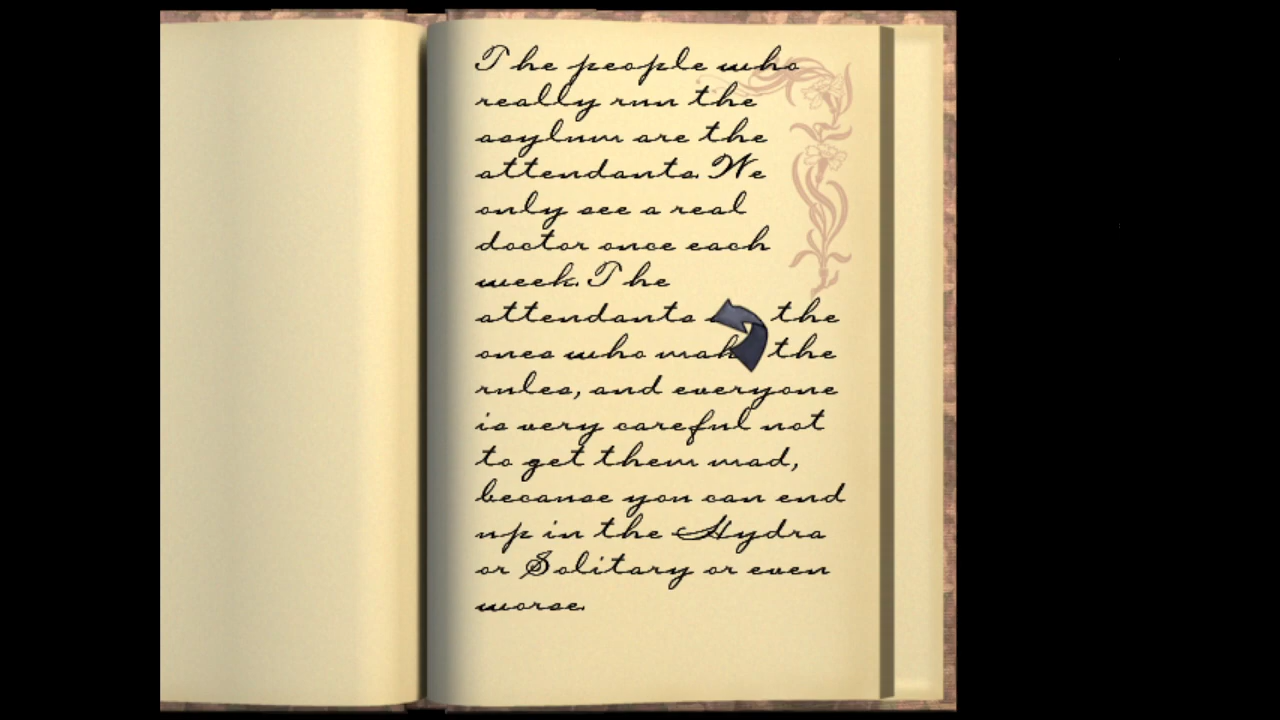 The people who
really run the
asylum are the
attendants. We
only see a real
doctor once each
week. The
attendants the
ones who make the
rules, and everyone
is very careful not
to get them mad,
because you can end
up in the Hydra
or Solitary or even
worse.